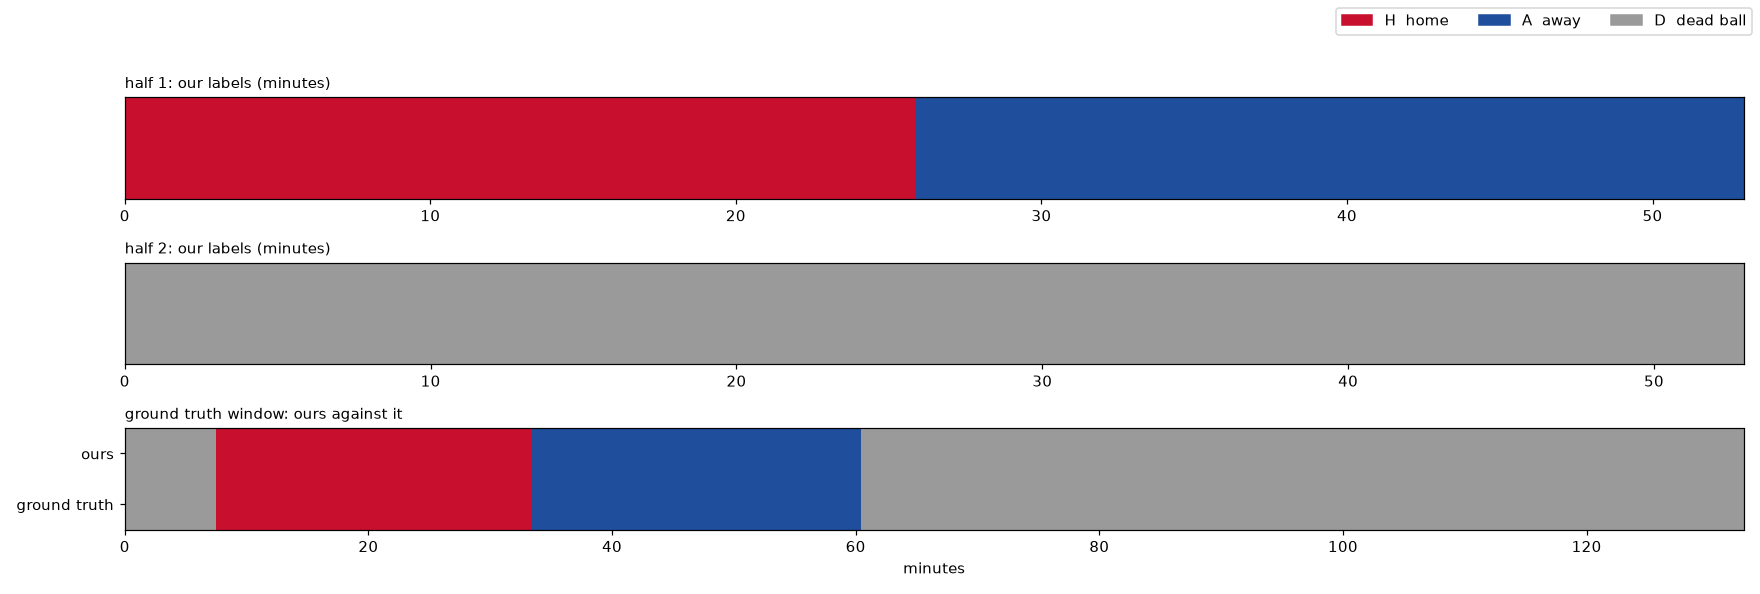 H home A away D dead ball
half 1: our labels (minutes)
0 10 20 30 40 50
half 2: our labels (minutes)
0 10 20 30 40 50
ground truth window: ours against it
ours
ground truth
0 20 40 60 80 100 120
minutes